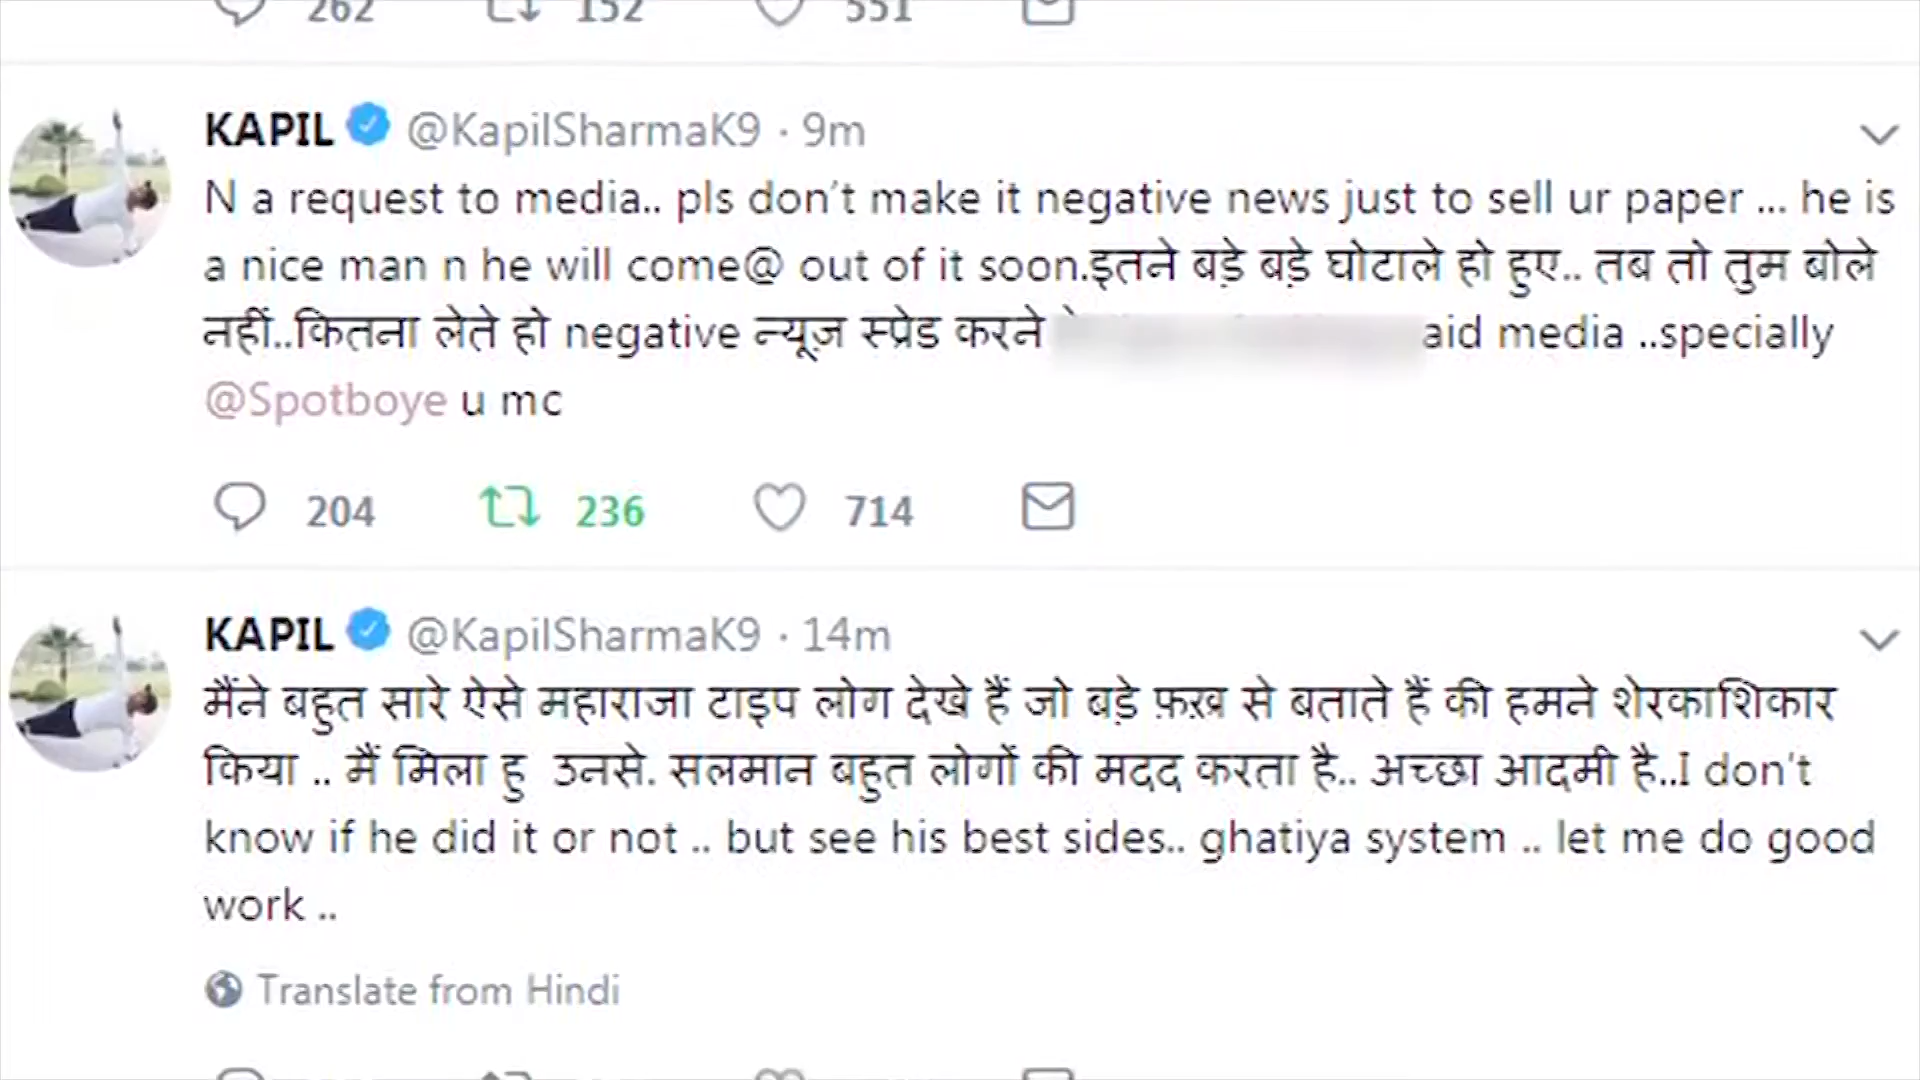 262 152 551
KAPIL @KapilSharmaK9 · 9m
N a request to media.. pls don't make it negative news just to sell ur paper ... he is
a nice man n he will come@ out of it soon.इतने बड़े बड़े घोटाले हो हुए.. तब तो तुम बोले
नहीं..कितना लेते हो negative न्यूज़ स्प्रेड करने aid media ..specially
@Spotboye u mc
204 236 714
KAPIL @KapilSharmaK9 · 14m
मैंने बहुत सारे ऐसे महाराजा टाइप लोग देखे हैं जो बड़े फ़ख़्र से बताते हैं की हमने शेरकाशिकार
किया .. मैं मिला हु उनसे. सलमान बहुत लोगों की मदद करता है.. अच्छा आदमी है..I don't
know if he did it or not .. but see his best sides.. ghatiya system .. let me do good
work ..
Translate from Hindi